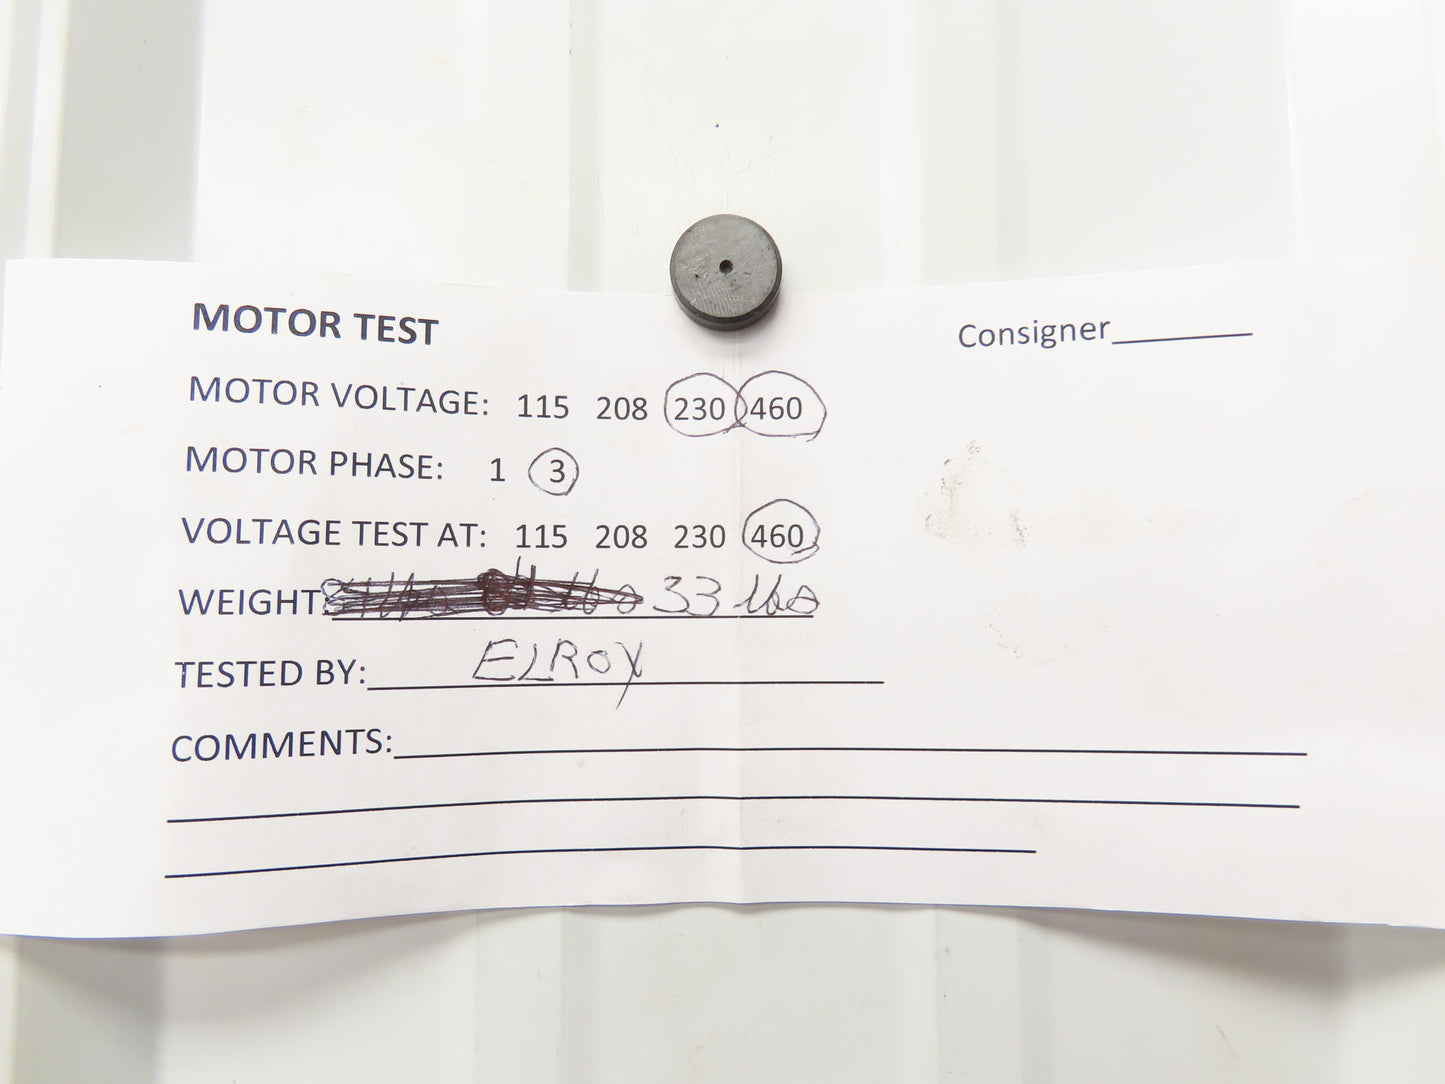 MOTOR TEST
Consigner
MOTOR VOLTAGE: 115 208 230 460
MOTOR PHASE: 1 3
VOLTAGE TEST AT: 115 208 230 460
WEIGHT: 33 lbs
TESTED BY: ELROY
COMMENTS: